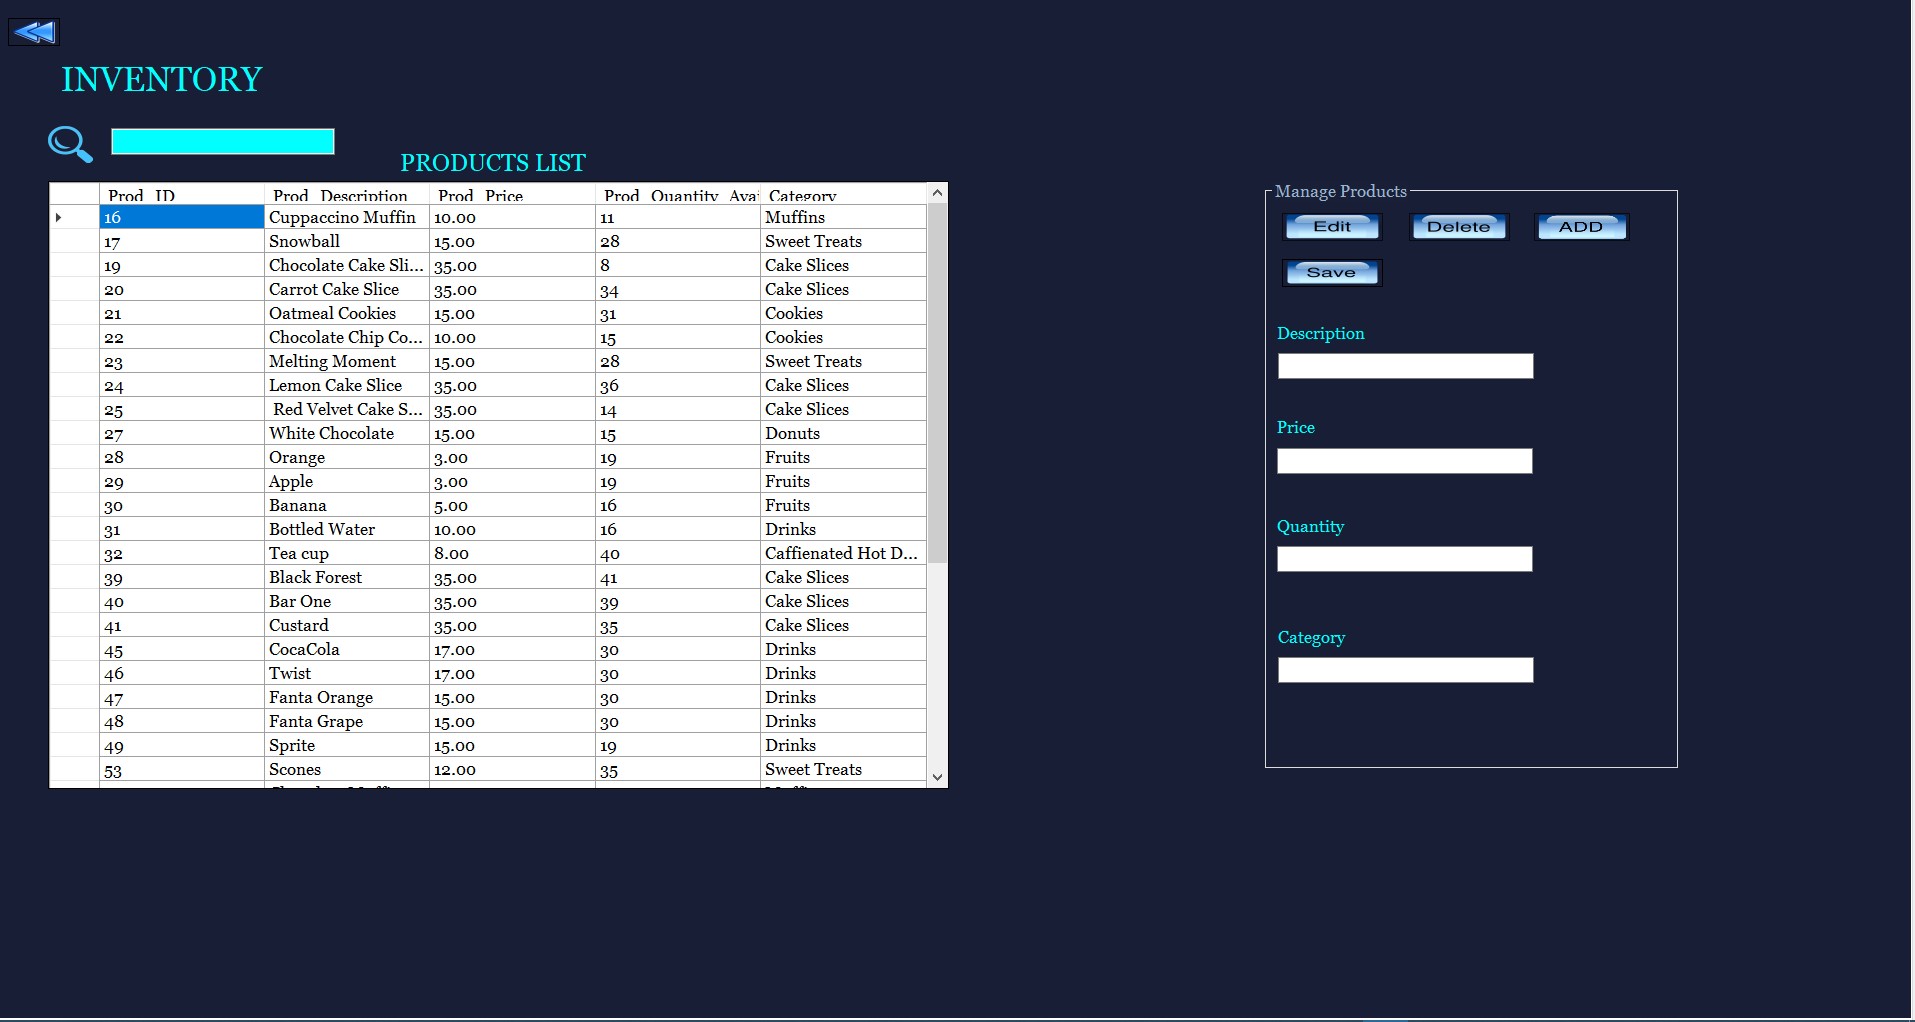 INVENTORY
PRODUCTS LIST
Prod_ID Prod_Description Prod_Price Prod_Quantity_Avai Category
16 Cuppaccino Muffin 10.00 11 Muffins
17 Snowball 15.00 28 Sweet Treats
19 Chocolate Cake Sli... 35.00 8 Cake Slices
20 Carrot Cake Slice 35.00 34 Cake Slices
21 Oatmeal Cookies 15.00 31 Cookies
22 Chocolate Chip Co... 10.00 15 Cookies
23 Melting Moment 15.00 28 Sweet Treats
24 Lemon Cake Slice 35.00 36 Cake Slices
25 Red Velvet Cake S... 35.00 14 Cake Slices
27 White Chocolate 15.00 15 Donuts
28 Orange 3.00 19 Fruits
29 Apple 3.00 19 Fruits
30 Banana 5.00 16 Fruits
31 Bottled Water 10.00 16 Drinks
32 Tea cup 8.00 40 Caffienated Hot D...
39 Black Forest 35.00 41 Cake Slices
40 Bar One 35.00 39 Cake Slices
41 Custard 35.00 35 Cake Slices
45 CocaCola 17.00 30 Drinks
46 Twist 17.00 30 Drinks
47 Fanta Orange 15.00 30 Drinks
48 Fanta Grape 15.00 30 Drinks
49 Sprite 15.00 19 Drinks
53 Scones 12.00 35 Sweet Treats
Manage Products
Edit Delete ADD
Save
Description
Price
Quantity
Category